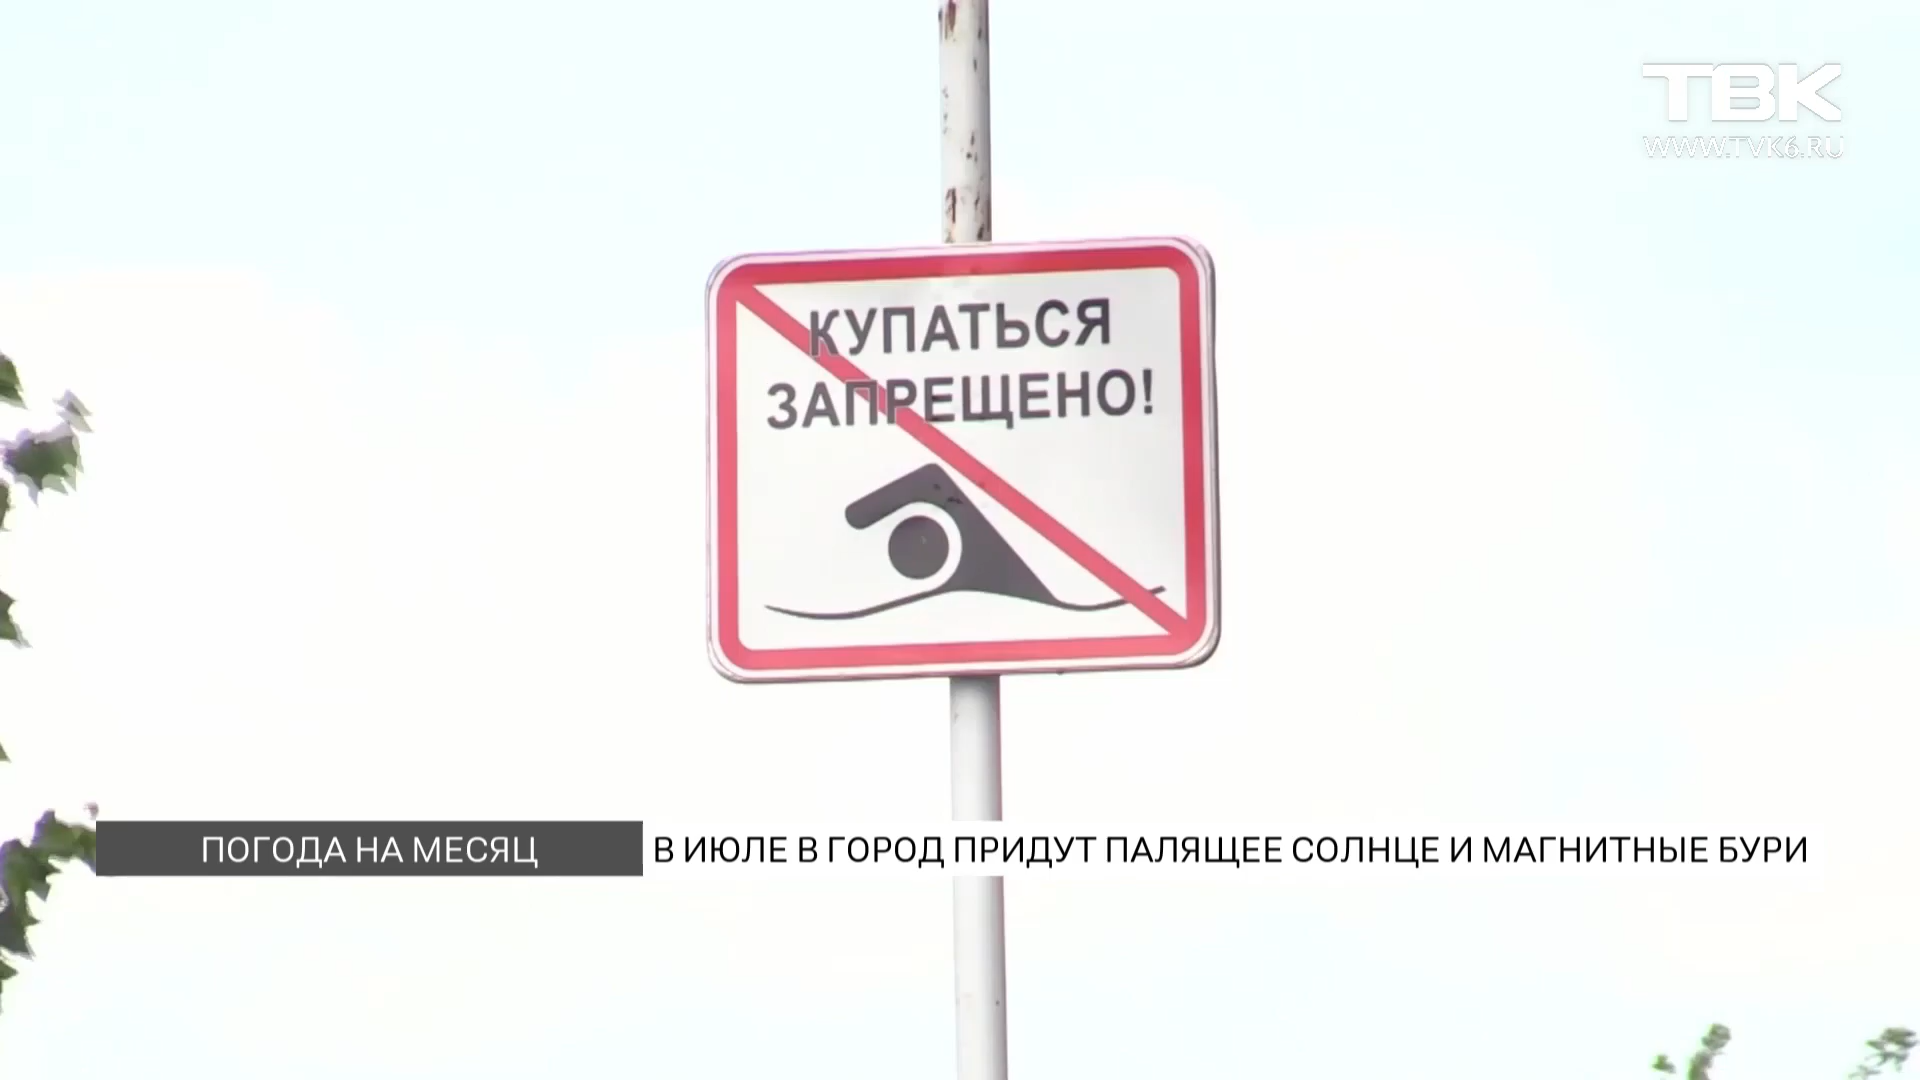 ТВК
WWW.TVK6.RU
КУПАТЬСЯ
ЗАПРЕЩЕНО!
ПОГОДА НА МЕСЯЦ
В ИЮЛЕ В ГОРОД ПРИДУТ ПАЛЯЩЕЕ СОЛНЦЕ И МАГНИТНЫЕ БУРИ